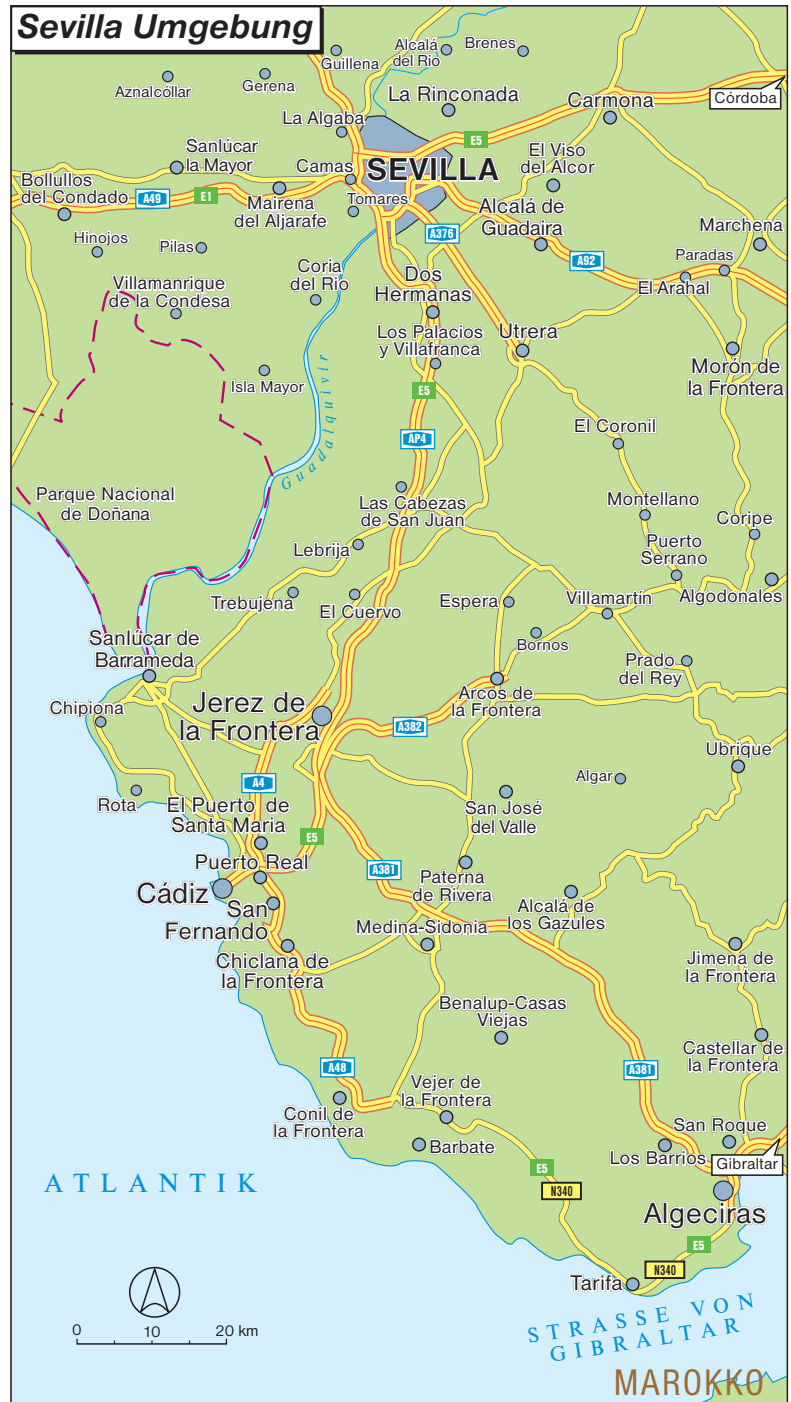 Sevilla Umgebung
Guillena
Alcalá
del Rio
Brenes
Aznalcóllar
Gerena
La Rinconada
Carmona
Córdoba
La Algaba
E5
Sanlúcar
la Mayor
Camas
SEVILLA
El Viso
del Alcor
Bollullos
del Condado
A49
E1
Mairena
del Aljarafe
Tomares
Alcalá de
Guadaira
A376
Marchena
Hinojos
Pilas
A92
Paradas
El Arahal
Coria
del Rio
Dos
Hermanas
Villamanrique
de la Condesa
Los Palacios
y Villafranca
Utrera
Morón de
la Frontera
Isla Mayor
Guadalquivir
E5
AP4
El Coronil
Parque Nacional
de Doñana
Las Cabezas
de San Juan
Montellano
Coripe
Lebrija
Puerto
Serrano
Trebujena
El Cuervo
Espera
Villamartín
Algodonales
Sanlúcar de
Barrameda
Bornos
Prado
del Rey
Chipiona
Jerez de
la Frontera
Arcos de
la Frontera
A382
Ubrique
A4
Algar
Rota
El Puerto de
Santa Maria
San José
del Valle
E5
Puerto Real
A381
Paterna
de Rivera
Cádiz
San
Fernando
Alcalá de
los Gazules
Medina-Sidonia
Chiclana de
la Frontera
Jimena de
la Frontera
Benalup-Casas
Viejas
Castellar de
la Frontera
A48
A381
Vejer de
la Frontera
Conil de
la Frontera
San Roque
Barbate
Los Barrios
Gibraltar
E5
ATLANTIK
N340
Algeciras
E5
N340
Tarifa
0 10 20 km
STRASSE VON
GIBRALTAR
MAROKKO